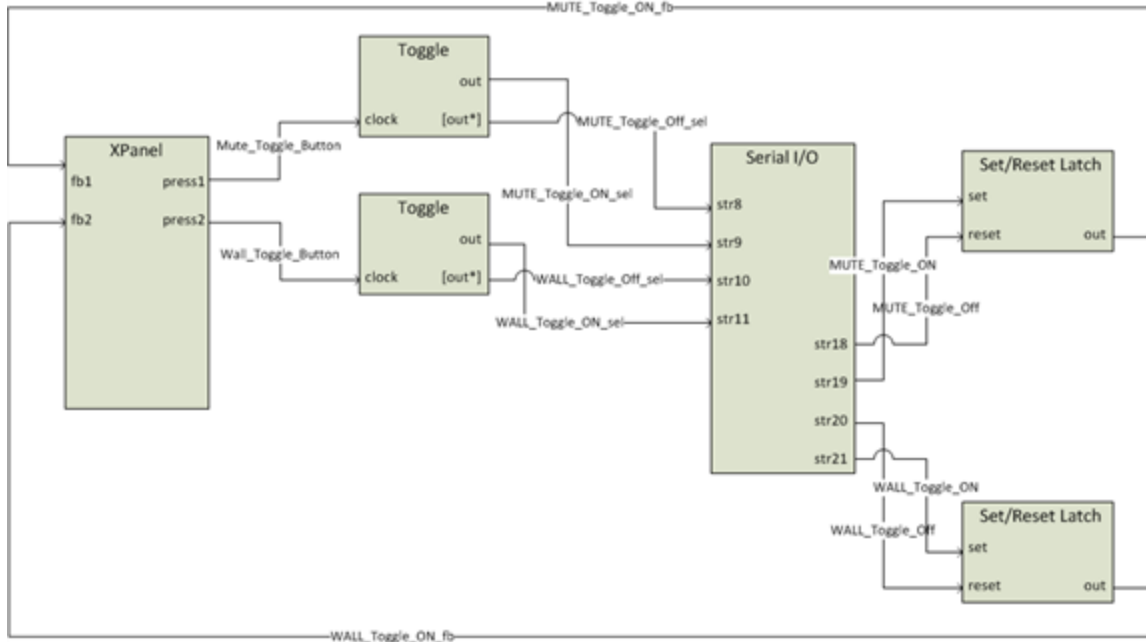 MUTE_Toggle_ON_fb
Toggle
out
clock
[out*]
MUTE_Toggle_Off_sel
XPanel
Mute_Toggle_Button
fb1
press1
fb2
press2
Wall_Toggle_Button
MUTE_Toggle_ON_sel
Toggle
out
clock
[out*]
WALL_Toggle_Off_sel
WALL_Toggle_ON_sel
Serial I/O
str8
str9
str10
str11
str18
str19
str20
str21
Set/Reset Latch
set
reset
out
MUTE_Toggle_ON
MUTE_Toggle_Off
WALL_Toggle_ON
WALL_Toggle_Off
Set/Reset Latch
set
reset
out
WALL_Toggle_ON_fb